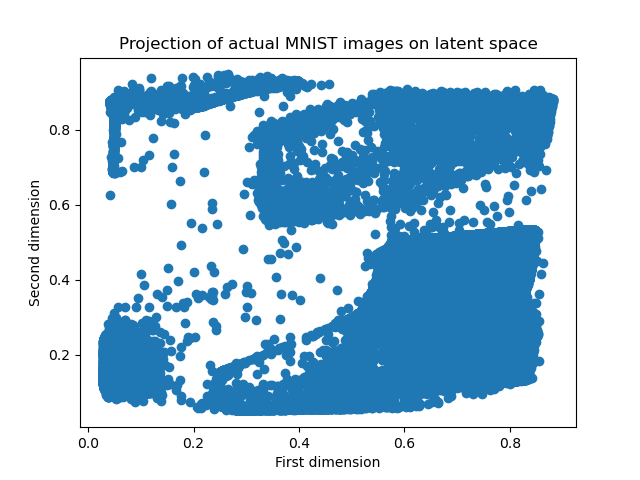 Projection of actual MNIST images on latent space
Second dimension
0.8
0.6
0.4
0.2
0.0 0.2 0.4 0.6 0.8
First dimension